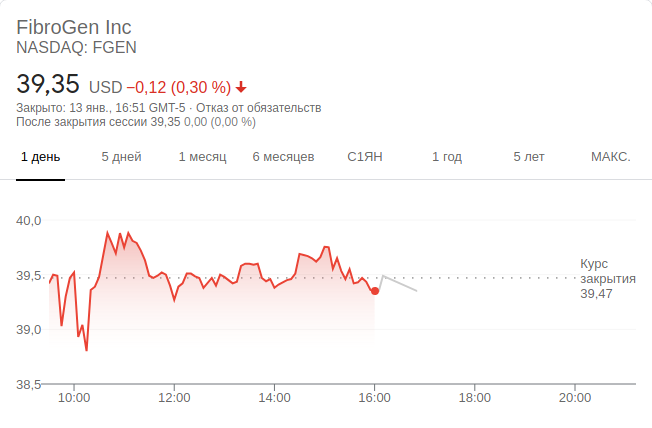 FibroGen Inc
NASDAQ: FGEN
39,35 USD −0,12 (0,30 %)
Закрыто: 13 янв., 16:51 GMT-5 · Отказ от обязательств
После закрытия сессии 39,35 0,00 (0,00 %)
1 день 5 дней 1 месяц 6 месяцев С1ЯН 1 год 5 лет МАКС.
40,0
39,5
39,0
38,5
Курс
закрытия
39,47
10:00 12:00 14:00 16:00 18:00 20:00